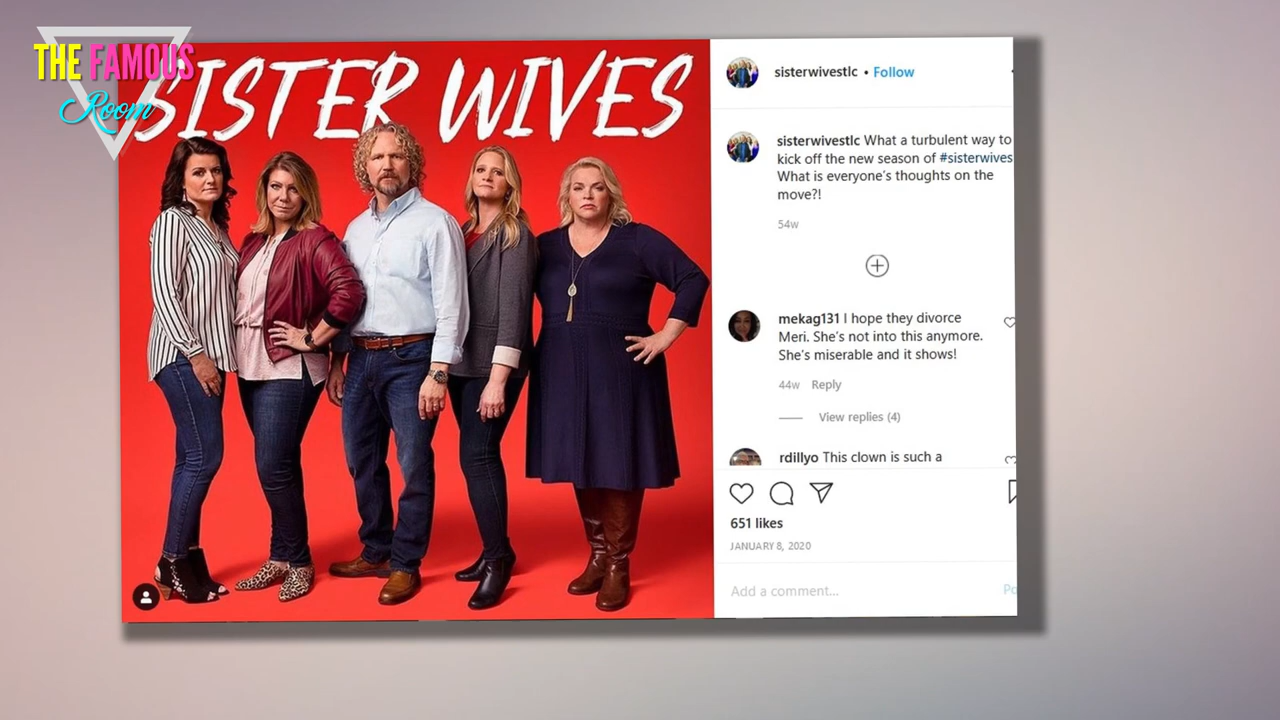 THE FAMOUS
Room
SISTER WIVES
sisterwivestlc • Follow
sisterwivestlc What a turbulent way to
kick off the new season of #sisterwives
What is everyone's thoughts on the
move?!
54w
mekag131 I hope they divorce
Meri. She's not into this anymore.
She's miserable and it shows!
44w Reply
View replies (4)
rdillyo This clown is such a
651 likes
JANUARY 8, 2020
Add a comment...